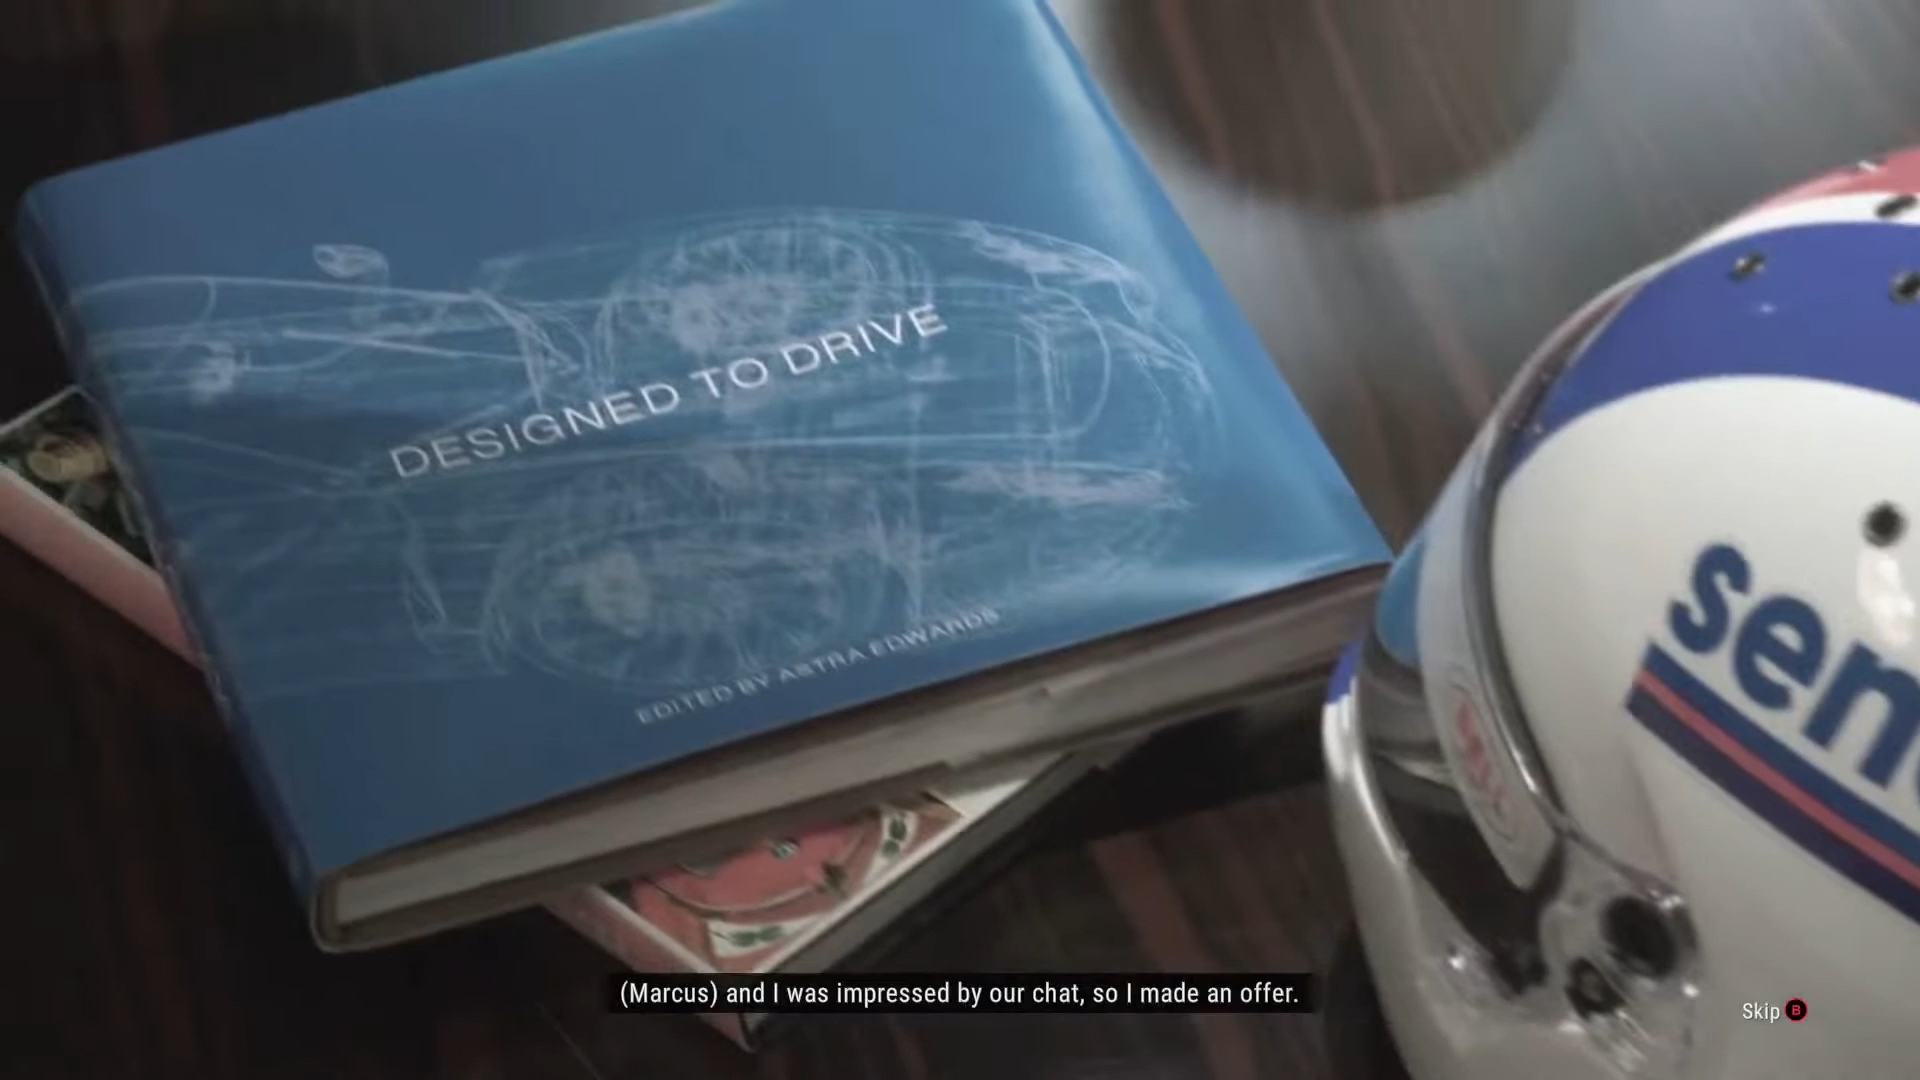 DESIGNED TO DRIVE
EDITED BY ASTRA EDWARDS
sen
(Marcus) and I was impressed by our chat, so I made an offer.
Skip B